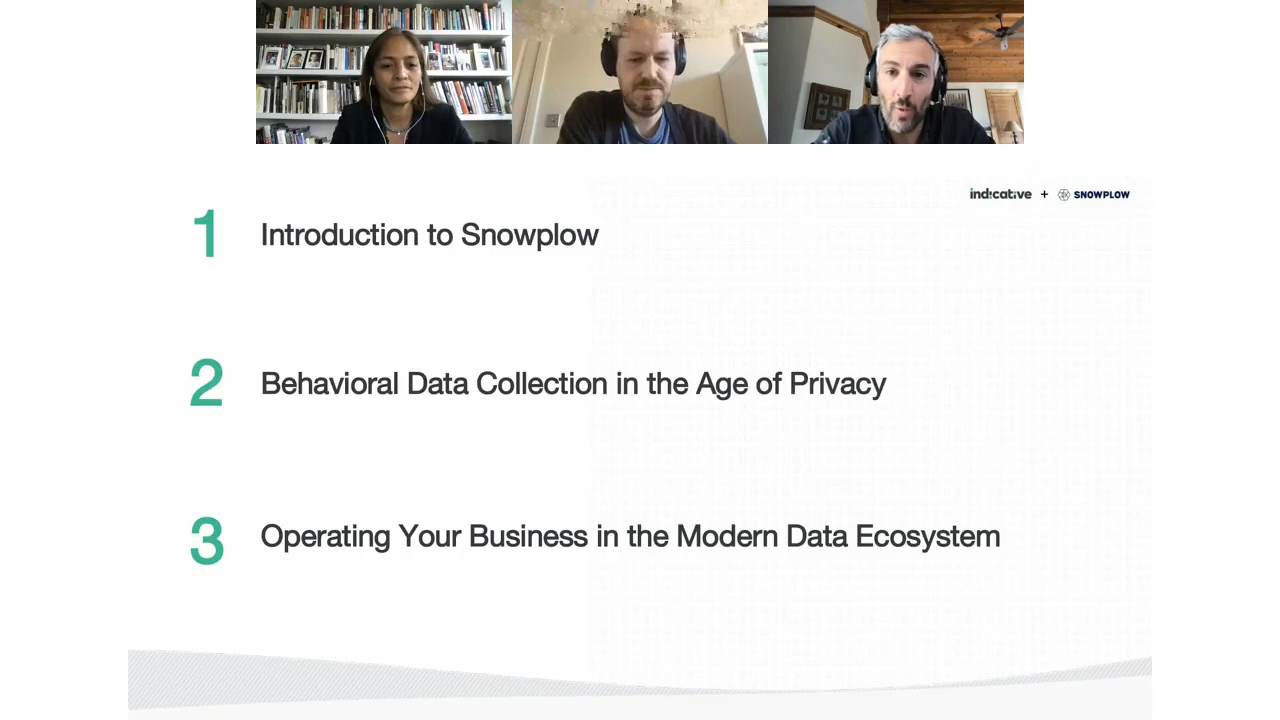 indicative + SNOWPLOW
1 Introduction to Snowplow
2 Behavioral Data Collection in the Age of Privacy
3 Operating Your Business in the Modern Data Ecosystem